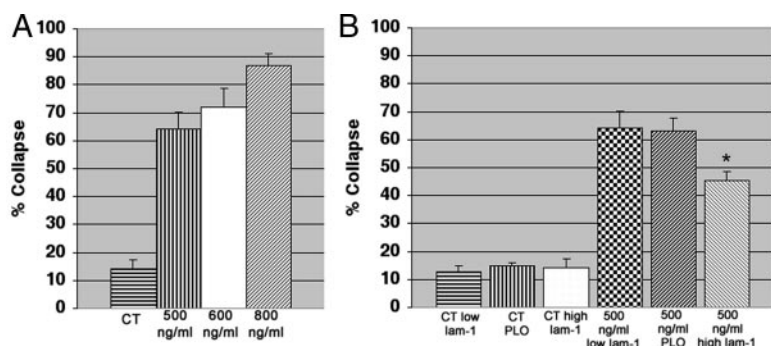 A
B
% Collapse
100
90
80
70
60
50
40
30
20
10
0
CT
500
ng/ml
600
ng/ml
800
ng/ml
% Collapse
100
90
80
70
60
50
40
30
20
10
0
*
CT low
lam-1
CT
PLO
CT high
lam-1
500
ng/ml
low lam-1
500
ng/ml
PLO
500
ng/ml
high lam-1